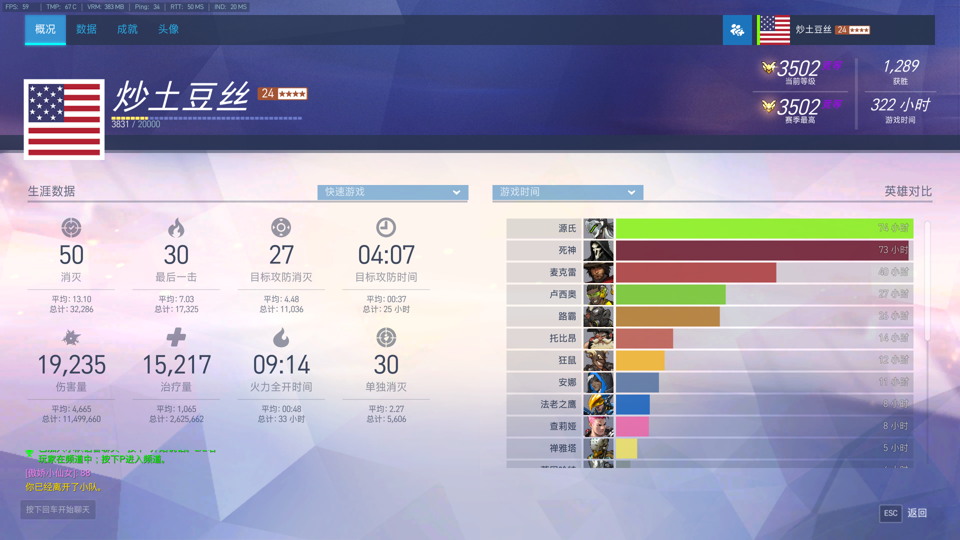 FPS: 59 | TMP: 67 C | VRM: 383 MB | Ping: 34 | RTT: 50 MS | IND: 20 MS
概况 数据 成就 头像
炒土豆丝 24 ★★★★
炒土豆丝 24 ★★★★
3831 / 20000
3502 1,289
当前等级 获胜
3502 322 小时
赛季最高 游戏时间
生涯数据 快速游戏
游戏时间 英雄对比
50 30 27 04:07
消灭 最后一击 目标攻防消灭 目标攻防时间
平均: 13.10 平均: 7.03 平均: 4.48 平均: 00:37
总计: 32,286 总计: 17,325 总计: 11,036 总计: 25 小时
19,235 15,217 09:14 30
伤害量 治疗量 火力全开时间 单独消灭
平均: 4,665 平均: 1,065 平均: 00:48 平均: 2.27
总计: 11,499,660 总计: 2,625,662 总计: 33 小时 总计: 5,606
源氏 74 小时
死神 73 小时
麦克雷 40 小时
卢西奥 27 小时
路霸 26 小时
托比昂 14 小时
狂鼠 12 小时
安娜 11 小时
法老之鹰 8 小时
查莉娅 8 小时
禅雅塔 5 小时
玩家在频道中：按下P进入频道。
你已经离开了小队。
按下回车开始聊天
ESC 返回